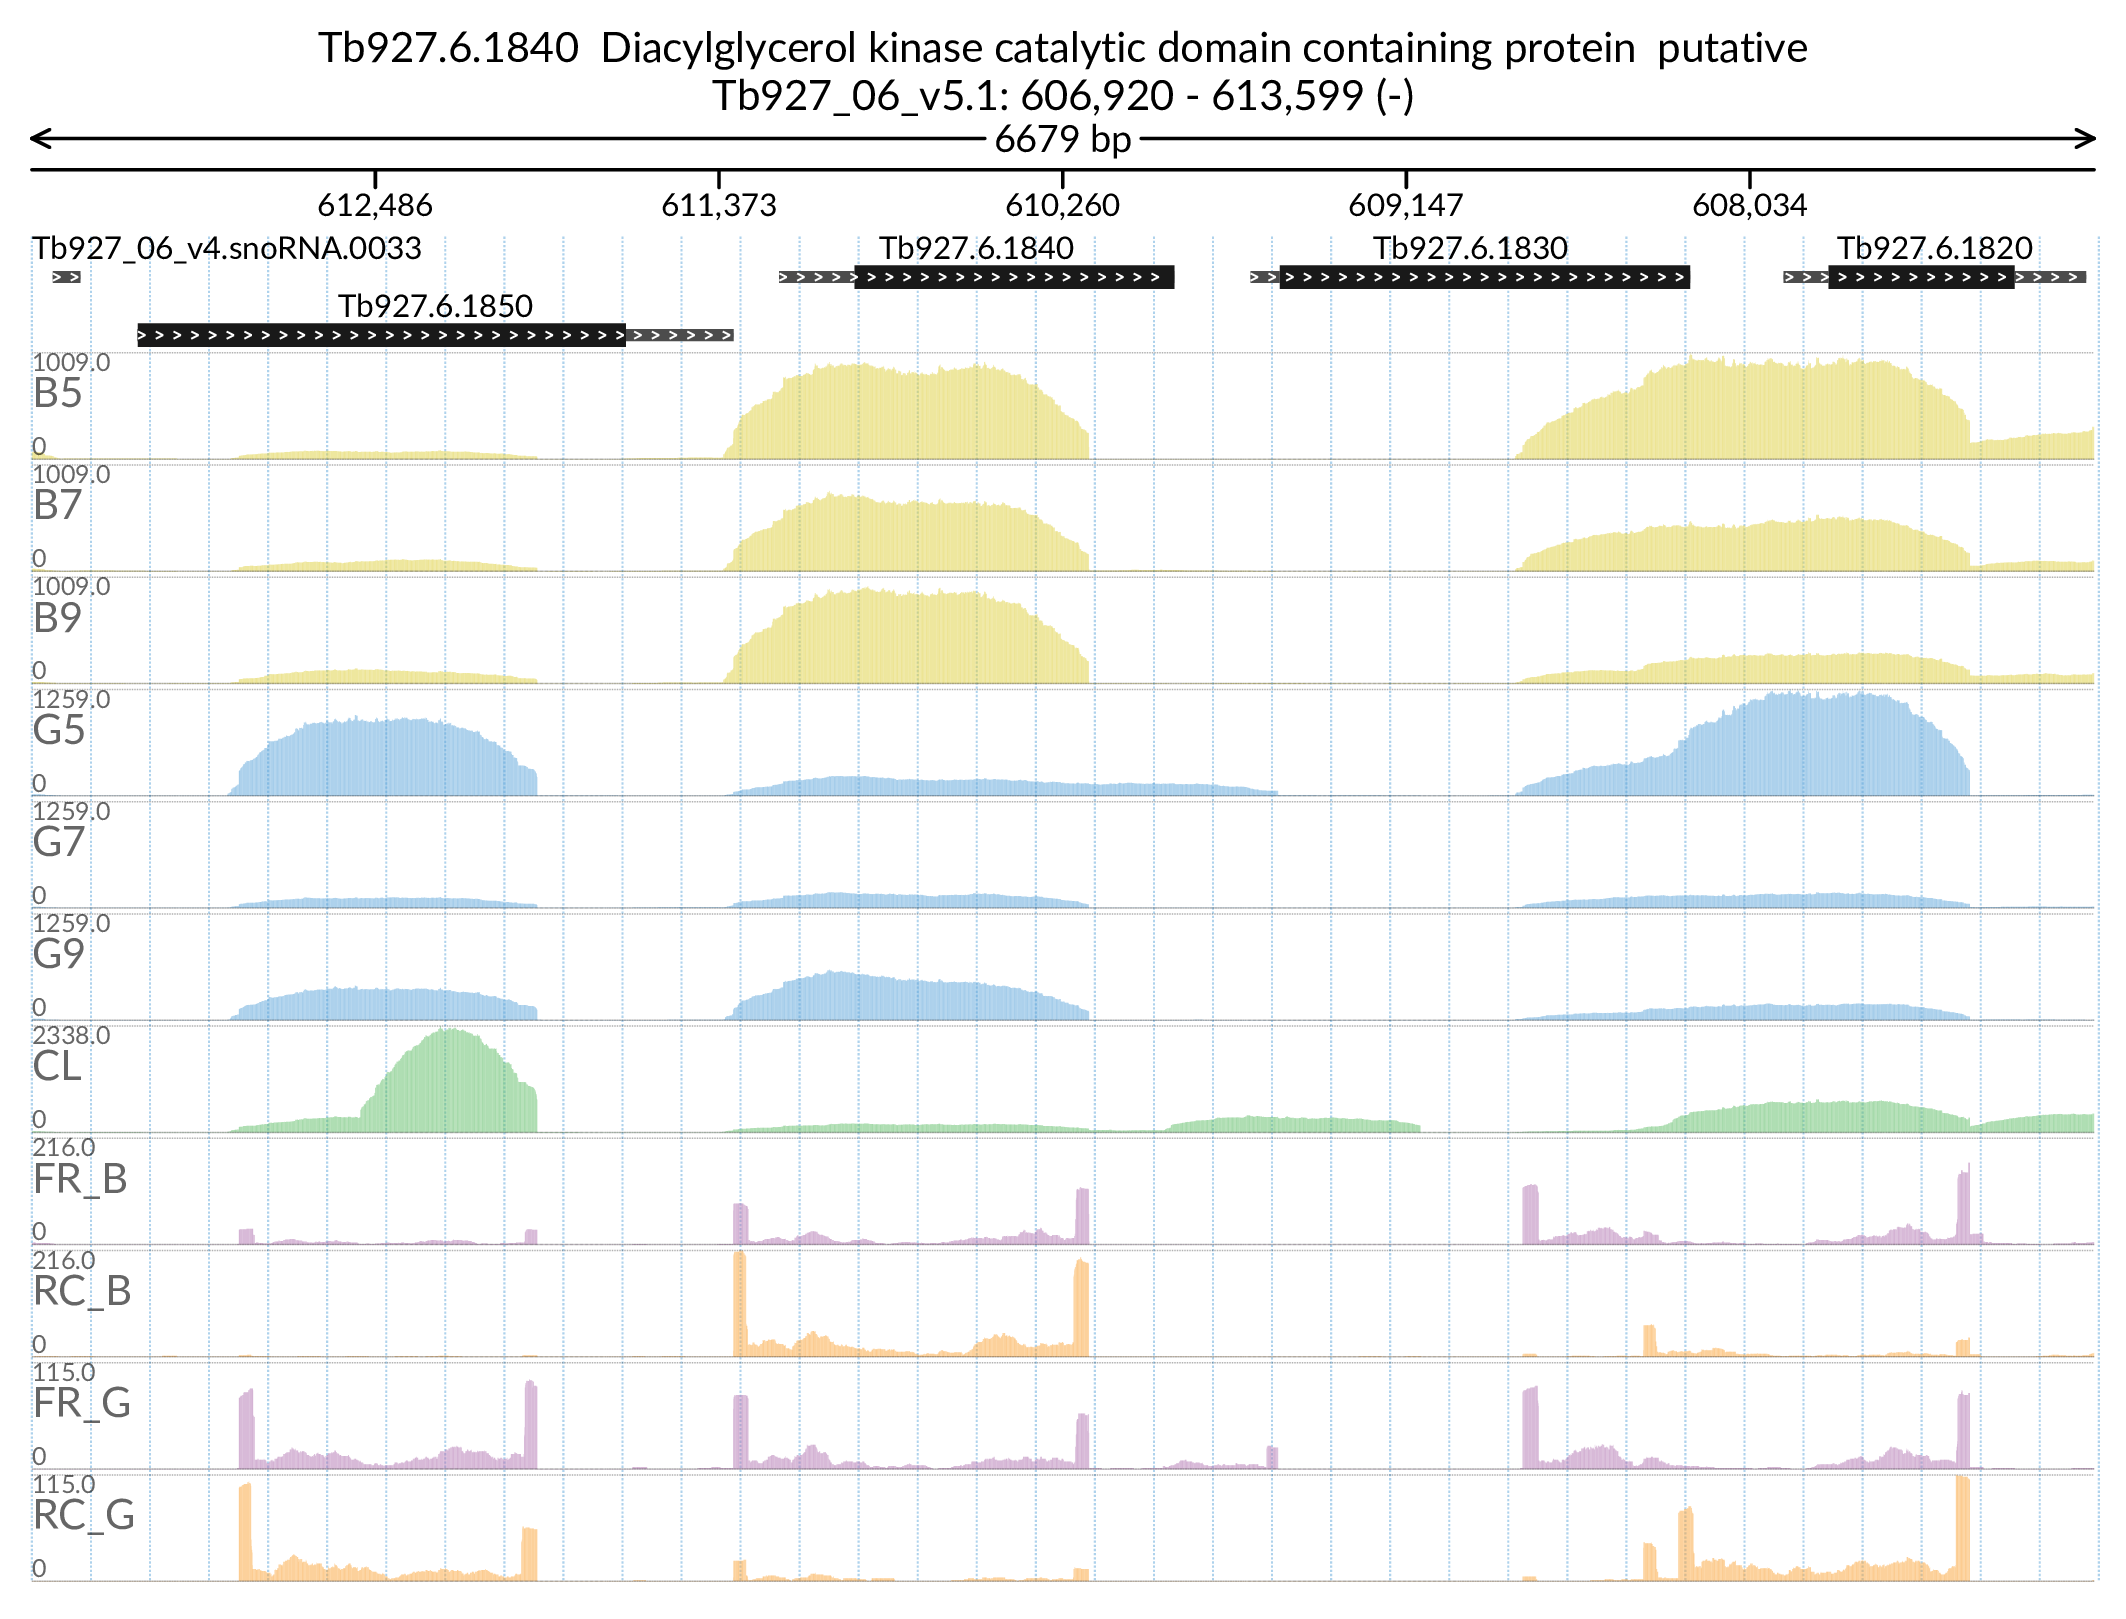 Tb927.6.1840  Diacylglycerol kinase catalytic domain containing protein  putative
Tb927_06_v5.1: 606,920 - 613,599 (-)
6679 bp
612,486 611,373 610,260 609,147 608,034
Tb927_06_v4.snoRNA.0033 Tb927.6.1840 Tb927.6.1830 Tb927.6.1820
Tb927.6.1850
1009.0
B5
0
1009.0
B7
0
1009.0
B9
0
1259.0
G5
0
1259.0
G7
0
1259.0
G9
0
2338.0
CL
0
216.0
FR_B
0
216.0
RC_B
0
115.0
FR_G
0
115.0
RC_G
0